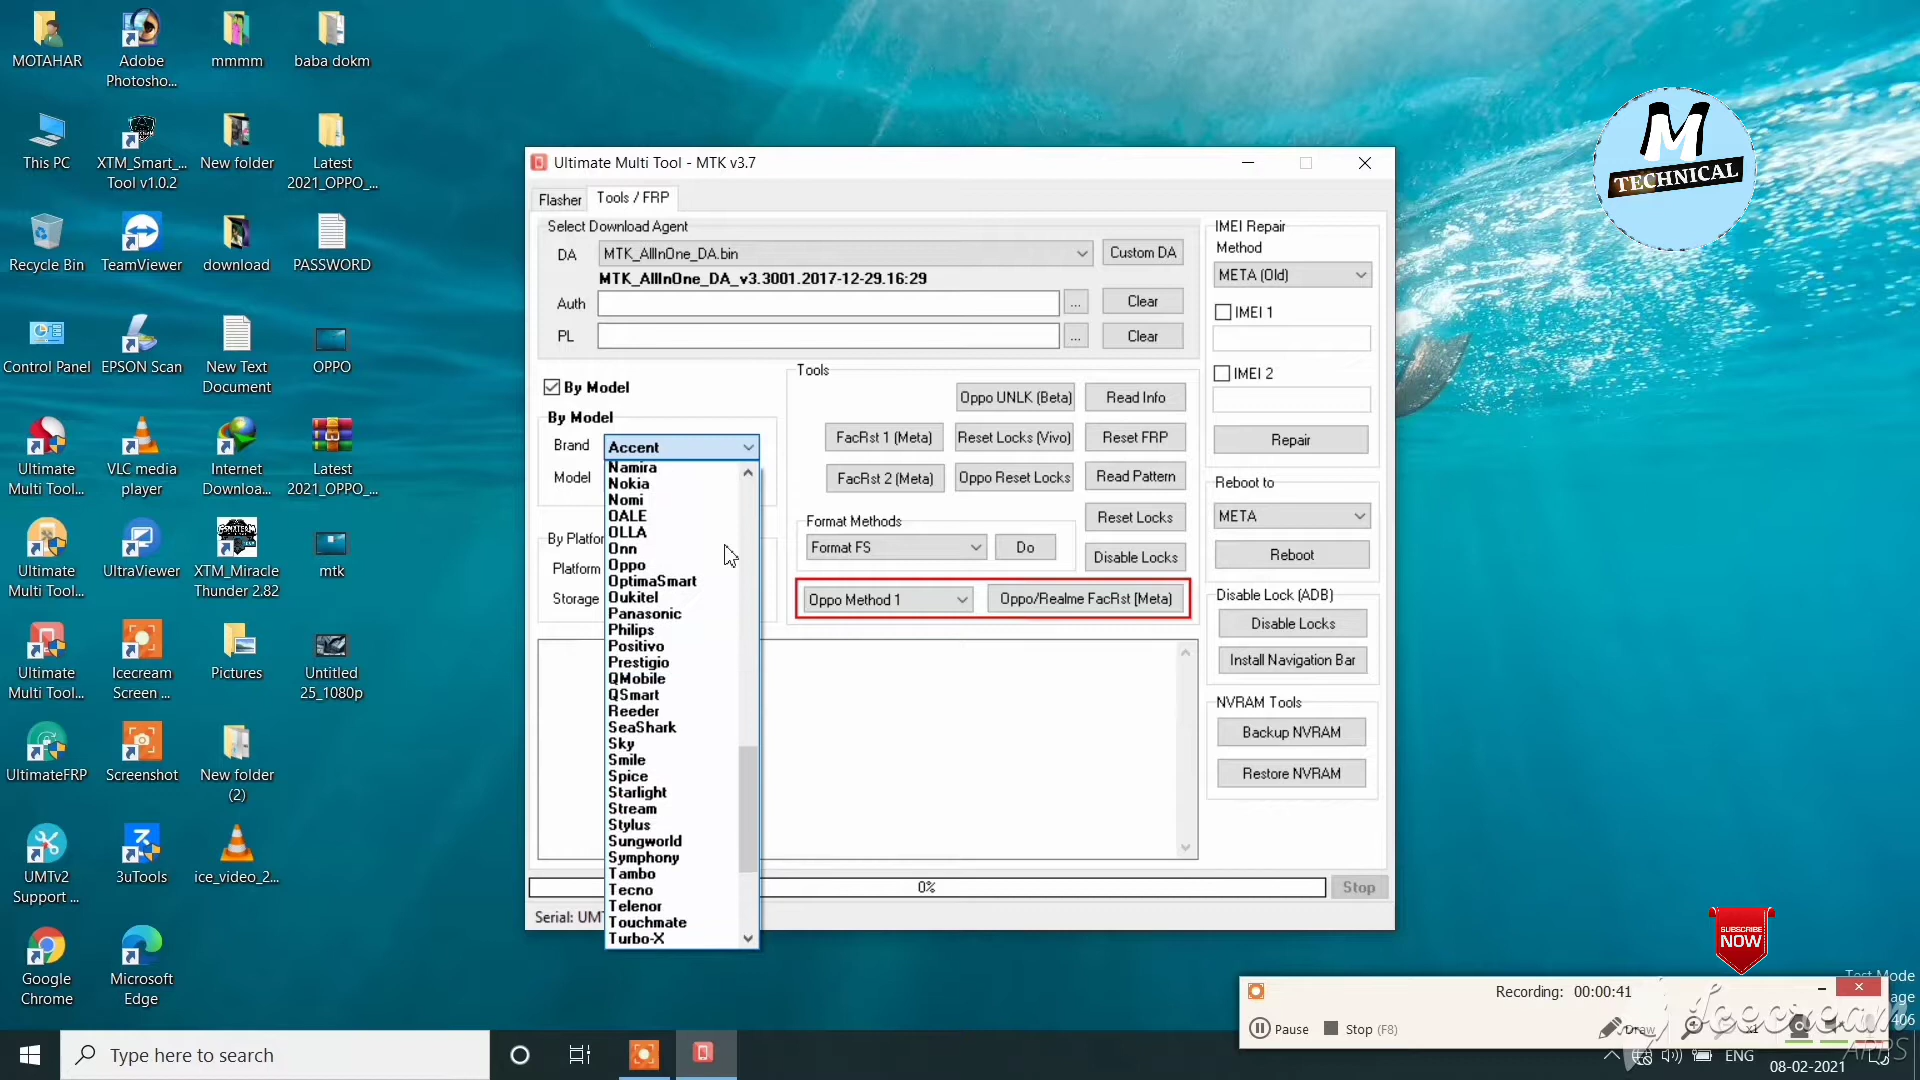 MOTAHAR
Adobe
Photosho...
mmmm
baba dokm
This PC
XTM_Smart_...
Tool v1.0.2
New folder
Latest
2021_OPPO_...
Recycle Bin
TeamViewer
download
PASSWORD
Control Panel
EPSON Scan
New Text
Document
OPPO
Ultimate
Multi Tool...
VLC media
player
Internet
Downloa...
Latest
2021_OPPO_...
Ultimate
Multi Tool...
UltraViewer
XTM_Miracle
Thunder 2.82
mtk
Ultimate
Multi Tool...
Icecream
Screen ...
Pictures
Untitled
25_1080p
UltimateFRP
Screenshot
New folder
(2)
UMTv2
Support ...
3uTools
ice_video_2...
Google
Chrome
Microsoft
Edge
M
TECHNICAL
Ultimate Multi Tool - MTK v3.7
Flasher
Tools / FRP
Select Download Agent
DA
MTK_AllInOne_DA.bin
Custom DA
MTK_AllInOne_DA_v3.3001.2017-12-29.16:29
Auth
...
Clear
PL
...
Clear
By Model
By Model
Brand
Accent
Model
Namira
Nokia
Nomi
OALE
OLLA
Onn
Oppo
OptimaSmart
Oukitel
Panasonic
Philips
Positivo
Prestigio
QMobile
QSmart
Reeder
SeaShark
Sky
Smile
Spice
Starlight
Stream
Stylus
Sungworld
Symphony
Tambo
Tecno
Telenor
Touchmate
Turbo-X
By Platfor
Platform
Storage
Tools
Oppo UNLK (Beta)
Read Info
FacRst 1 (Meta)
Reset Locks (Vivo)
Reset FRP
FacRst 2 (Meta)
Oppo Reset Locks
Read Pattern
Format Methods
Reset Locks
Format FS
Do
Disable Locks
Oppo Method 1
Oppo/Realme FacRst [Meta]
IMEI Repair
Method
META (Old)
IMEI 1
IMEI 2
Repair
Reboot to
META
Reboot
Disable Lock (ADB)
Disable Locks
Install Navigation Bar
NVRAM Tools
Backup NVRAM
Restore NVRAM
0%
Stop
Serial: UMT
SUBSCRIBE
NOW
Test Mode
406
Recording: 00:00:41
Pause
Stop (F8)
Draw
x1
Icecream
APPS
Type here to search
ENG
08-02-2021